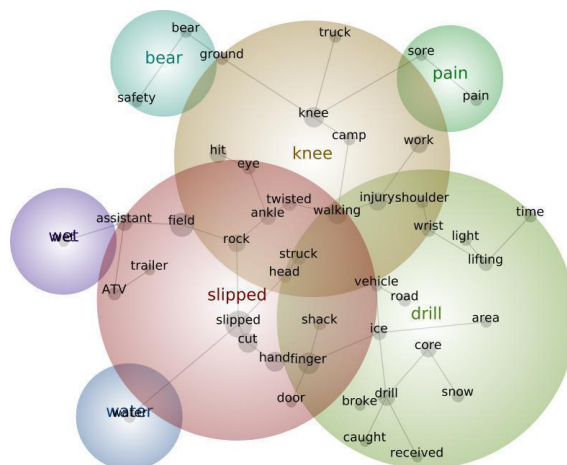 bear
truck
ground
sore
bear
pain
safety
pain
knee
camp
work
hit
knee
eye
twisted
injury
shoulder
assistant
field
ankle
walking
time
wet
wet
rock
wrist
light
struck
lifting
trailer
head
ATV
slipped
vehicle
road
slipped
shack
ice
drill
area
cut
core
hand
finger
door
broke
drill
snow
water
water
caught
received